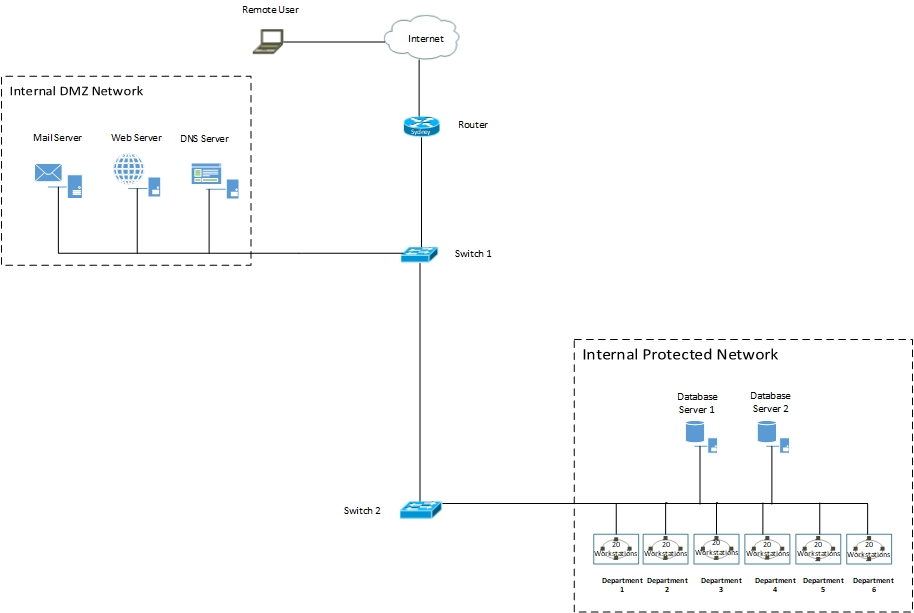 Remote User
Internet
Internal DMZ Network
Router
Sydney
Mail Server
Web Server
DNS Server
Switch 1
Internal Protected Network
Database
Server 1
Database
Server 2
Switch 2
20
Workstations
20
Workstations
20
Workstations
20
Workstations
20
Workstations
20
Workstations
Department
1
Department
2
Department
3
Department
4
Department
5
Department
6